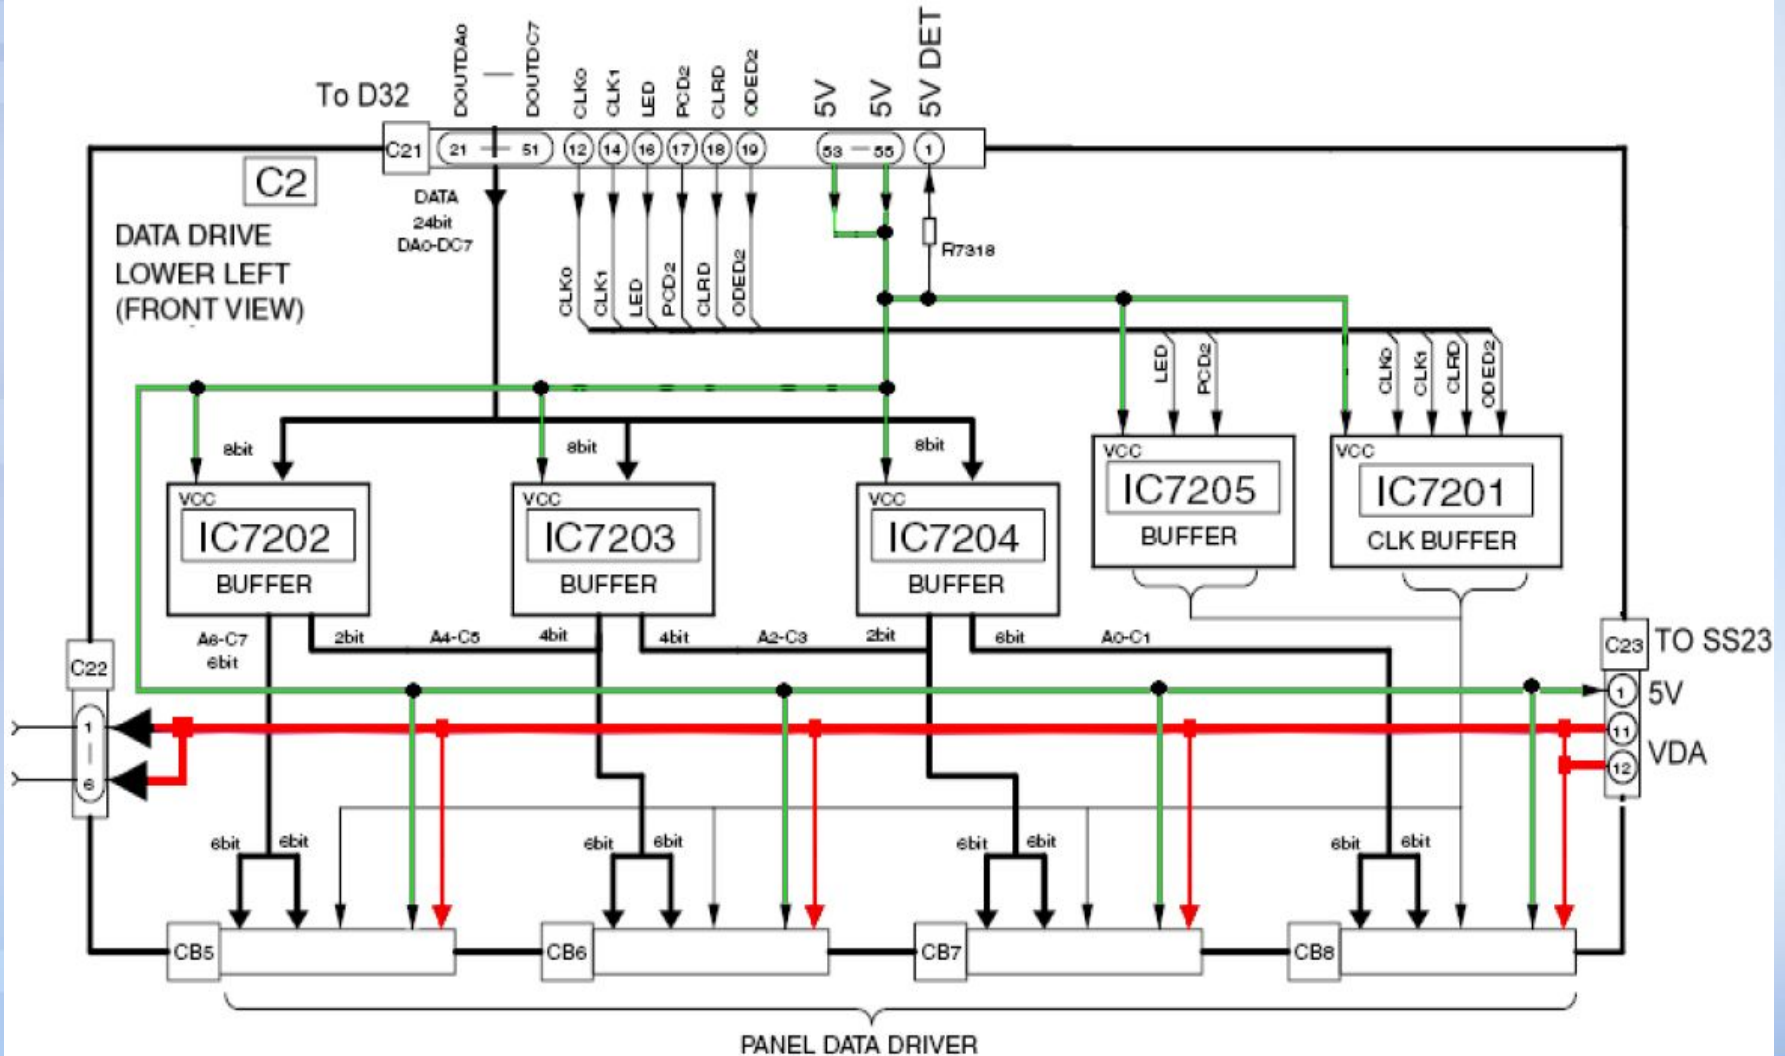 To D32
DOUTDA0 — DOUTDC7
CLK0
CLK1
LED
PCD2
CLRD
ODED2
5V
5V
5V DET
C21
21 — 51
12
14
16
17
18
19
53 — 55
1
C2
DATA
24bit
DA0-DC7
DATA DRIVE
LOWER LEFT
(FRONT VIEW)
R7318
CLK0
CLK1
LED
PCD2
CLRD
ODED2
LED
PCD2
CLK0
CLK1
CLRD
ODED2
8bit
8bit
8bit
VCC
IC7202
BUFFER
VCC
IC7203
BUFFER
VCC
IC7204
BUFFER
VCC
IC7205
BUFFER
VCC
IC7201
CLK BUFFER
A6-C7
6bit
2bit
A4-C5
4bit
4bit
A2-C3
2bit
6bit
A0-C1
C22
1
6
C23
TO SS23
1
5V
11
VDA
12
6bit
6bit
6bit
6bit
6bit
6bit
6bit
6bit
CB5
CB6
CB7
CB8
PANEL DATA DRIVER